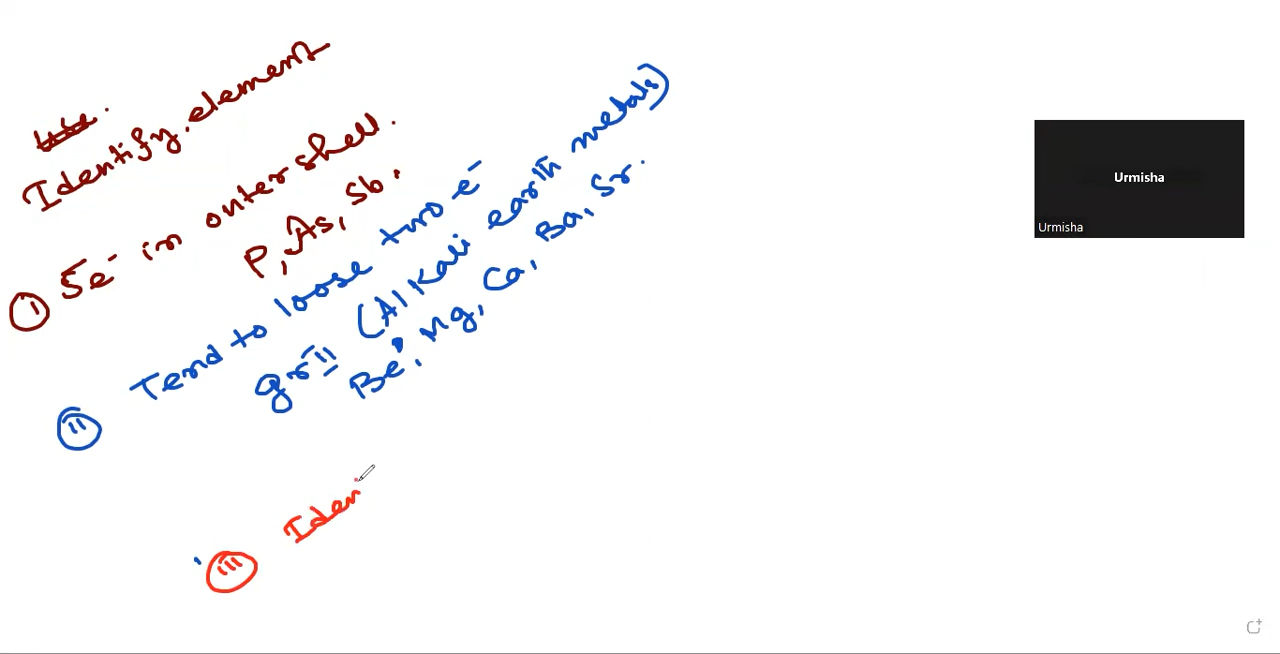 Identify element
① 5e⁻ in outer shell.
P, As, Sb.
ⅱ Tend to loose two e⁻
gr II (Alkali earth metals)
Be, Mg, Ca, Ba, Sr.
ⅲ Iden
Urmisha
Urmisha